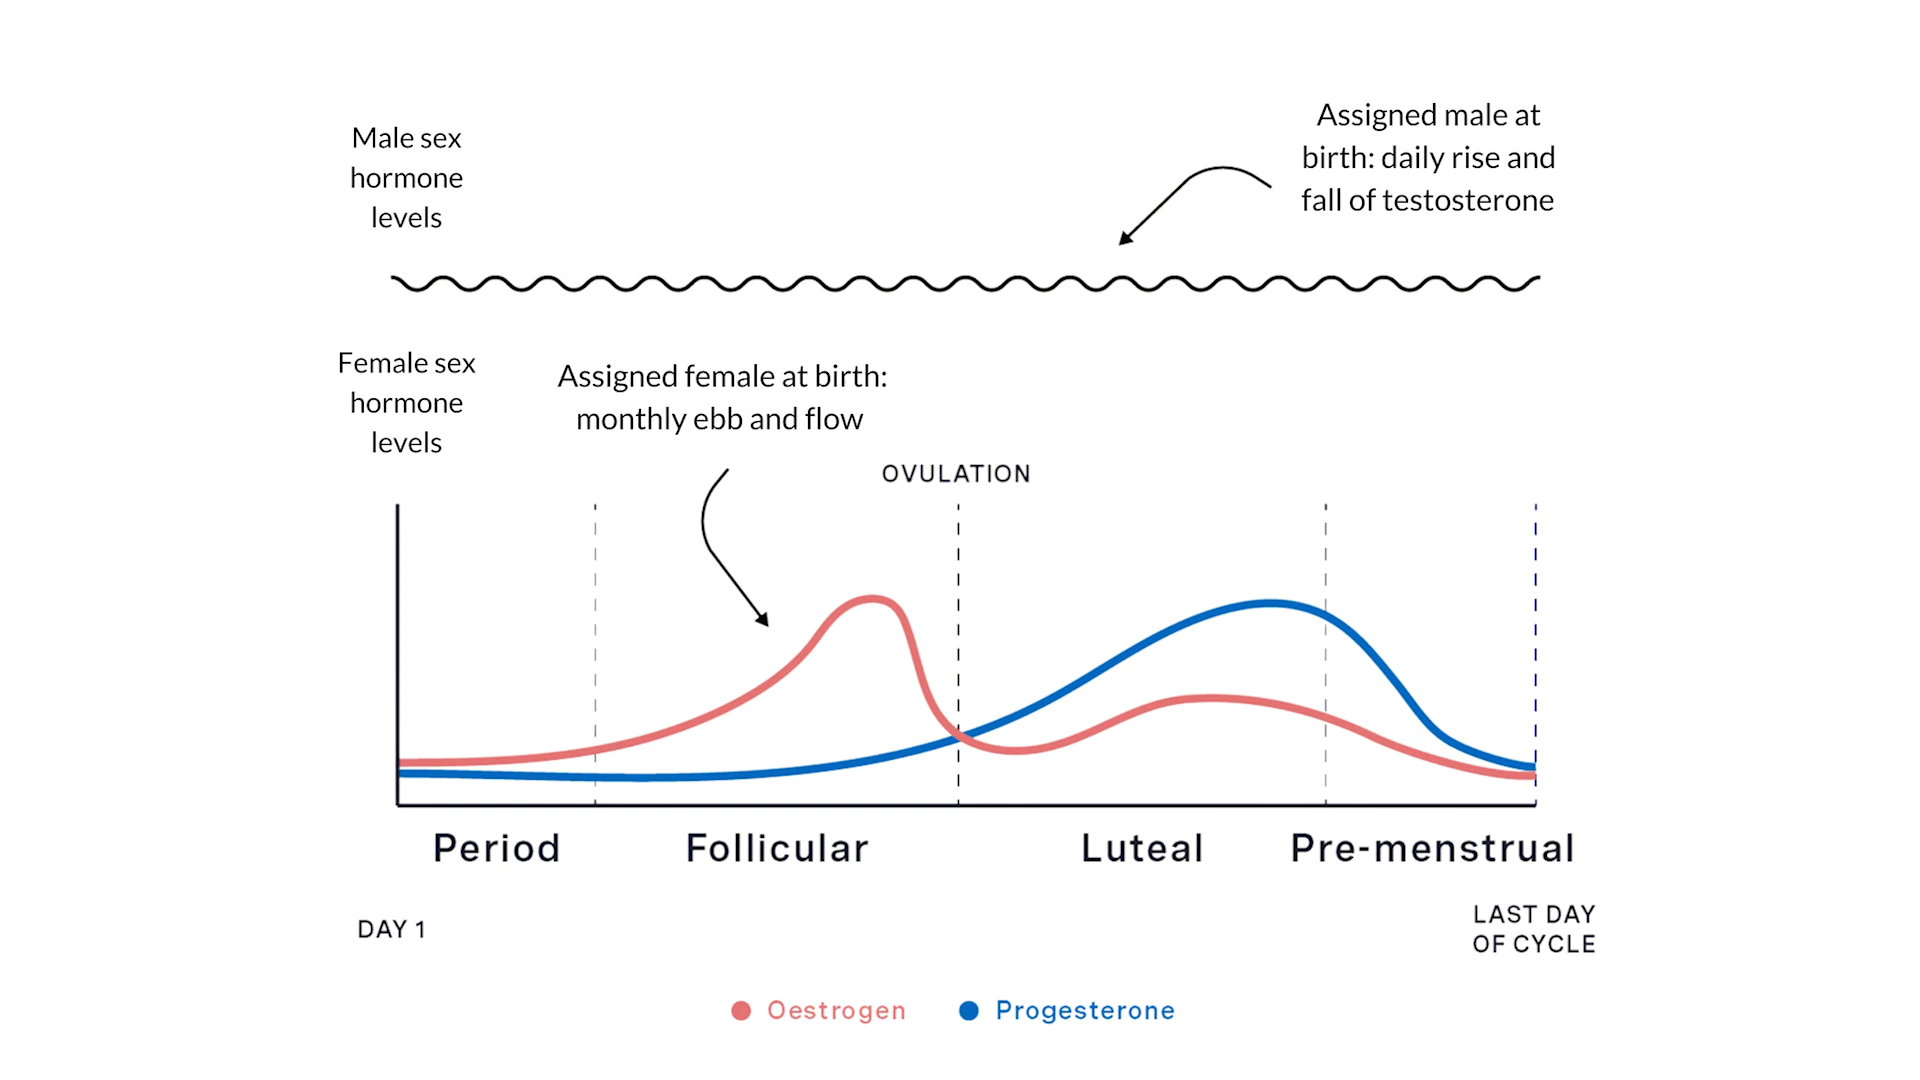 Male sex
hormone
levels
Assigned male at
birth: daily rise and
fall of testosterone
Female sex
hormone
levels
Assigned female at birth:
monthly ebb and flow
OVULATION
Period
Follicular
Luteal
Pre-menstrual
DAY 1
LAST DAY
OF CYCLE
Oestrogen
Progesterone